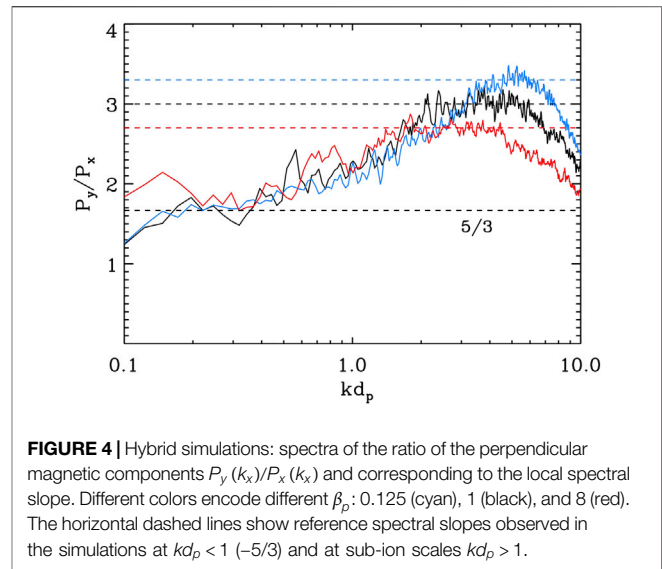 4
3
2
1
P_y/P_x
5/3
0.1 1.0 10.0
kd_p
FIGURE 4 | Hybrid simulations: spectra of the ratio of the perpendicular
magnetic components P_y (k_x)/P_x (k_x) and corresponding to the local spectral
slope. Different colors encode different β_p: 0.125 (cyan), 1 (black), and 8 (red).
The horizontal dashed lines show reference spectral slopes observed in
the simulations at kd_p < 1 (−5/3) and at sub-ion scales kd_p > 1.